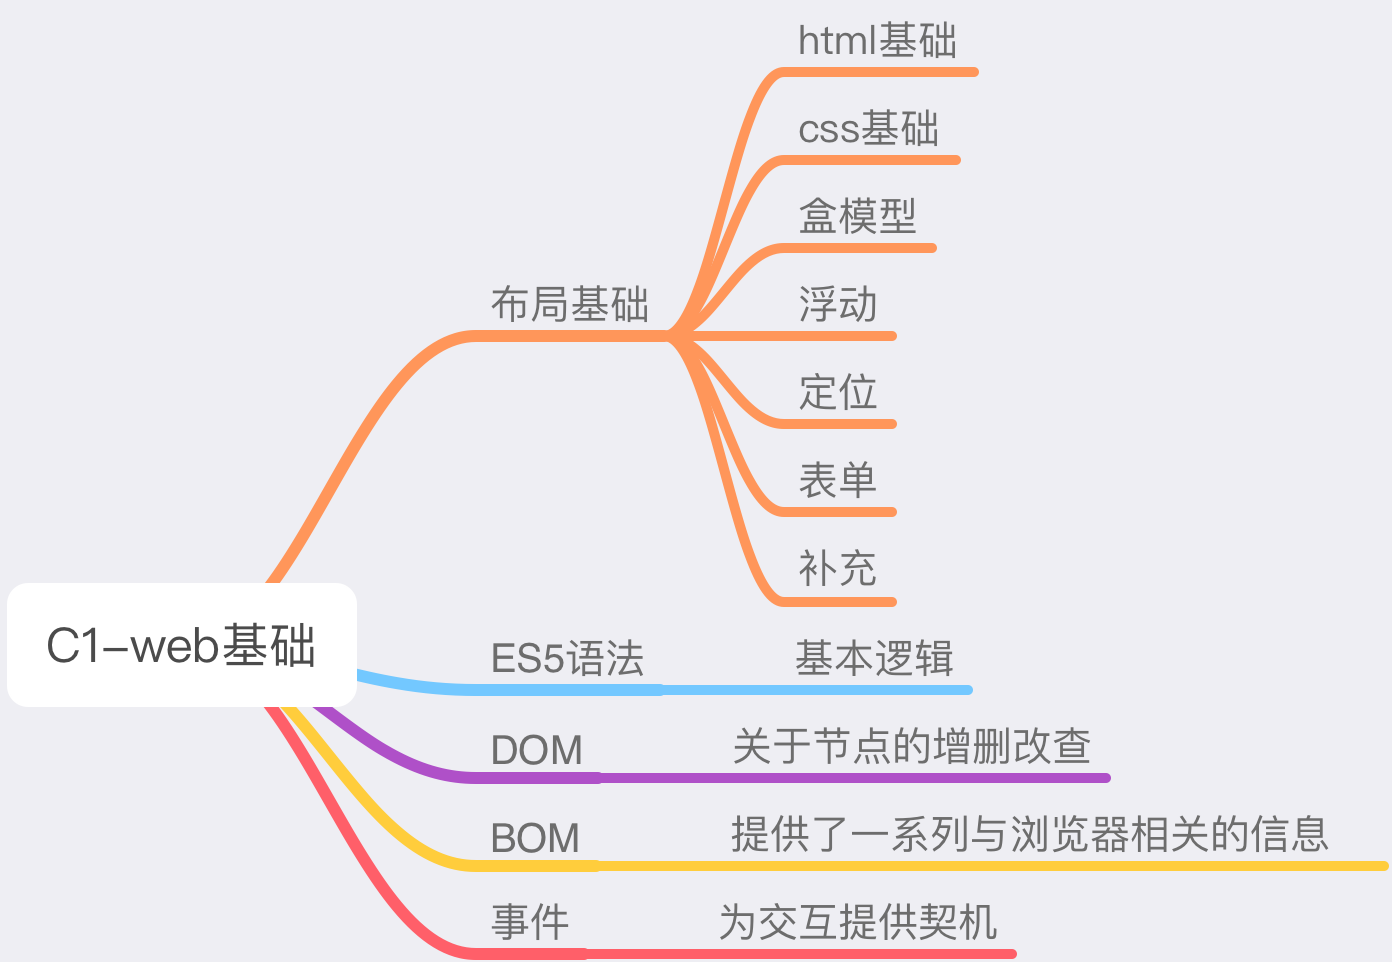 html基础
css基础
盒模型
布局基础
浮动
定位
表单
补充
C1-web基础
ES5语法
基本逻辑
DOM
关于节点的增删改查
BOM
提供了一系列与浏览器相关的信息
事件
为交互提供契机